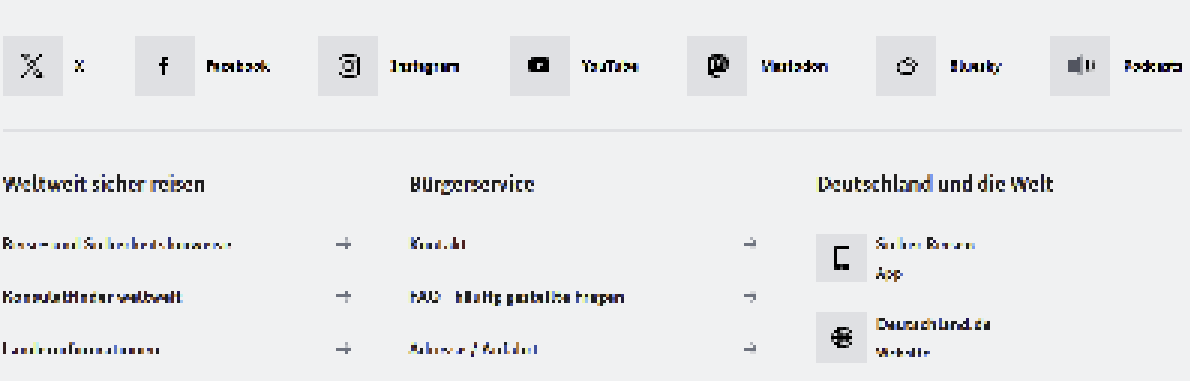 X Facebook Instagram YouTube Mastodon Bluesky Podcasts
Weltweit sicher reisen
Bürgerservice
Deutschland und die Welt
Reise- und Sicherheitshinweise
Kontakt
Sicher Reisen
App
Konsulatfinder weltweit
FAQ - häufig gestellte Fragen
Deutschland.de
Website
Länderinformationen
Adresse / Anfahrt